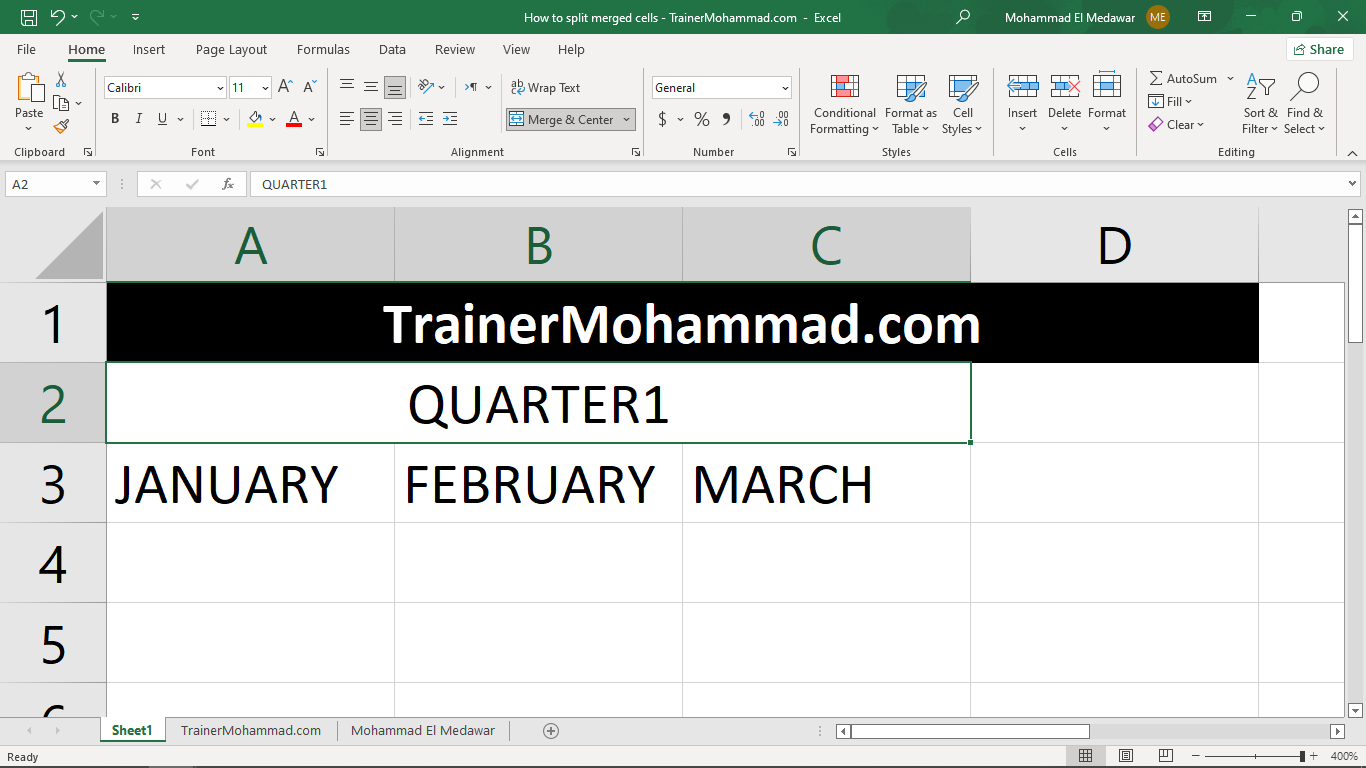 How to split merged cells - TrainerMohammad.com - Excel
Mohammad El Medawar ME
File Home Insert Page Layout Formulas Data Review View Help Share
Paste
Calibri 11
Wrap Text
General
Conditional Formatting
Format as Table
Cell Styles
Insert Delete Format
AutoSum
Fill
Clear
Sort & Filter
Find & Select
B I U
A
Merge & Center
$ % ,
Clipboard Font Alignment Number Styles Cells Editing
A2 fx QUARTER1
A B C D
1 TrainerMohammad.com
2 QUARTER1
3 JANUARY FEBRUARY MARCH
4
5
Sheet1 TrainerMohammad.com Mohammad El Medawar
Ready 400%